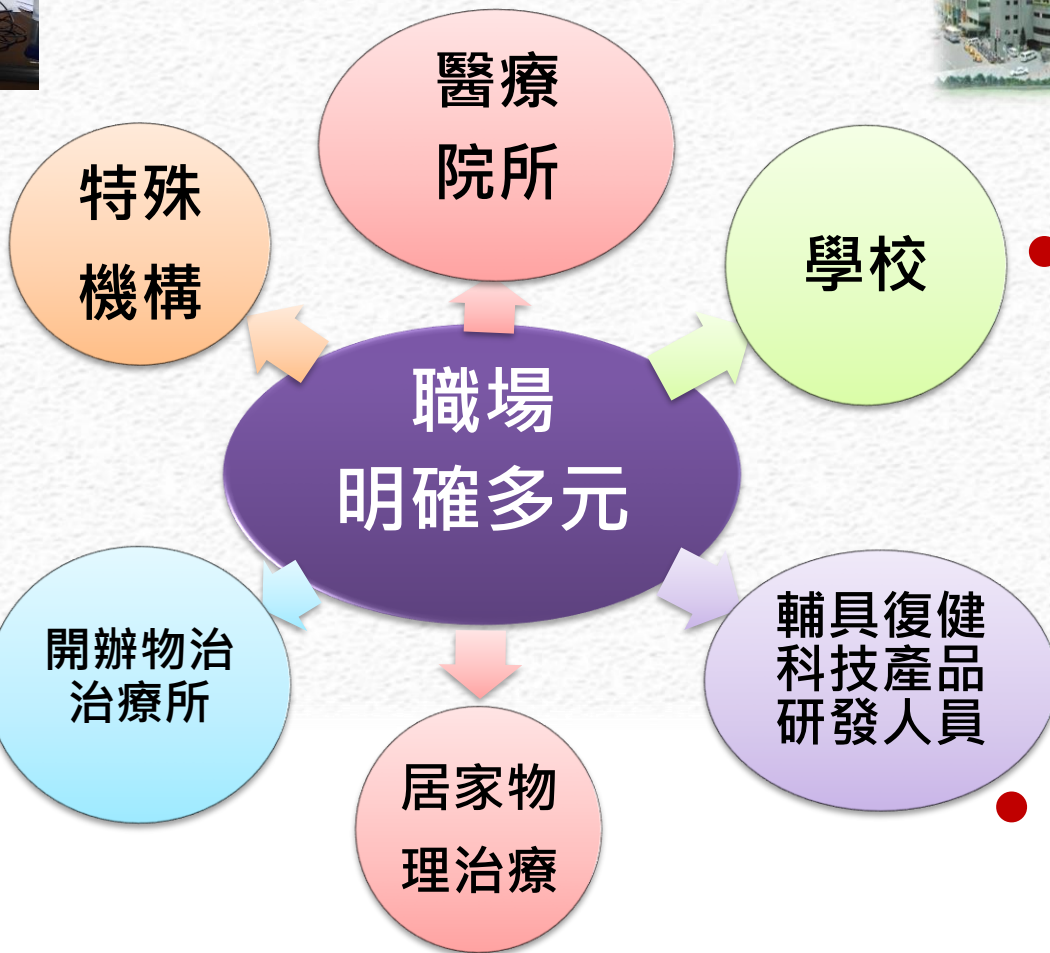 醫療
院所
特殊
機構
學校
職場
明確多元
開辦物治
治療所
輔具復健
科技產品
研發人員
居家物
理治療